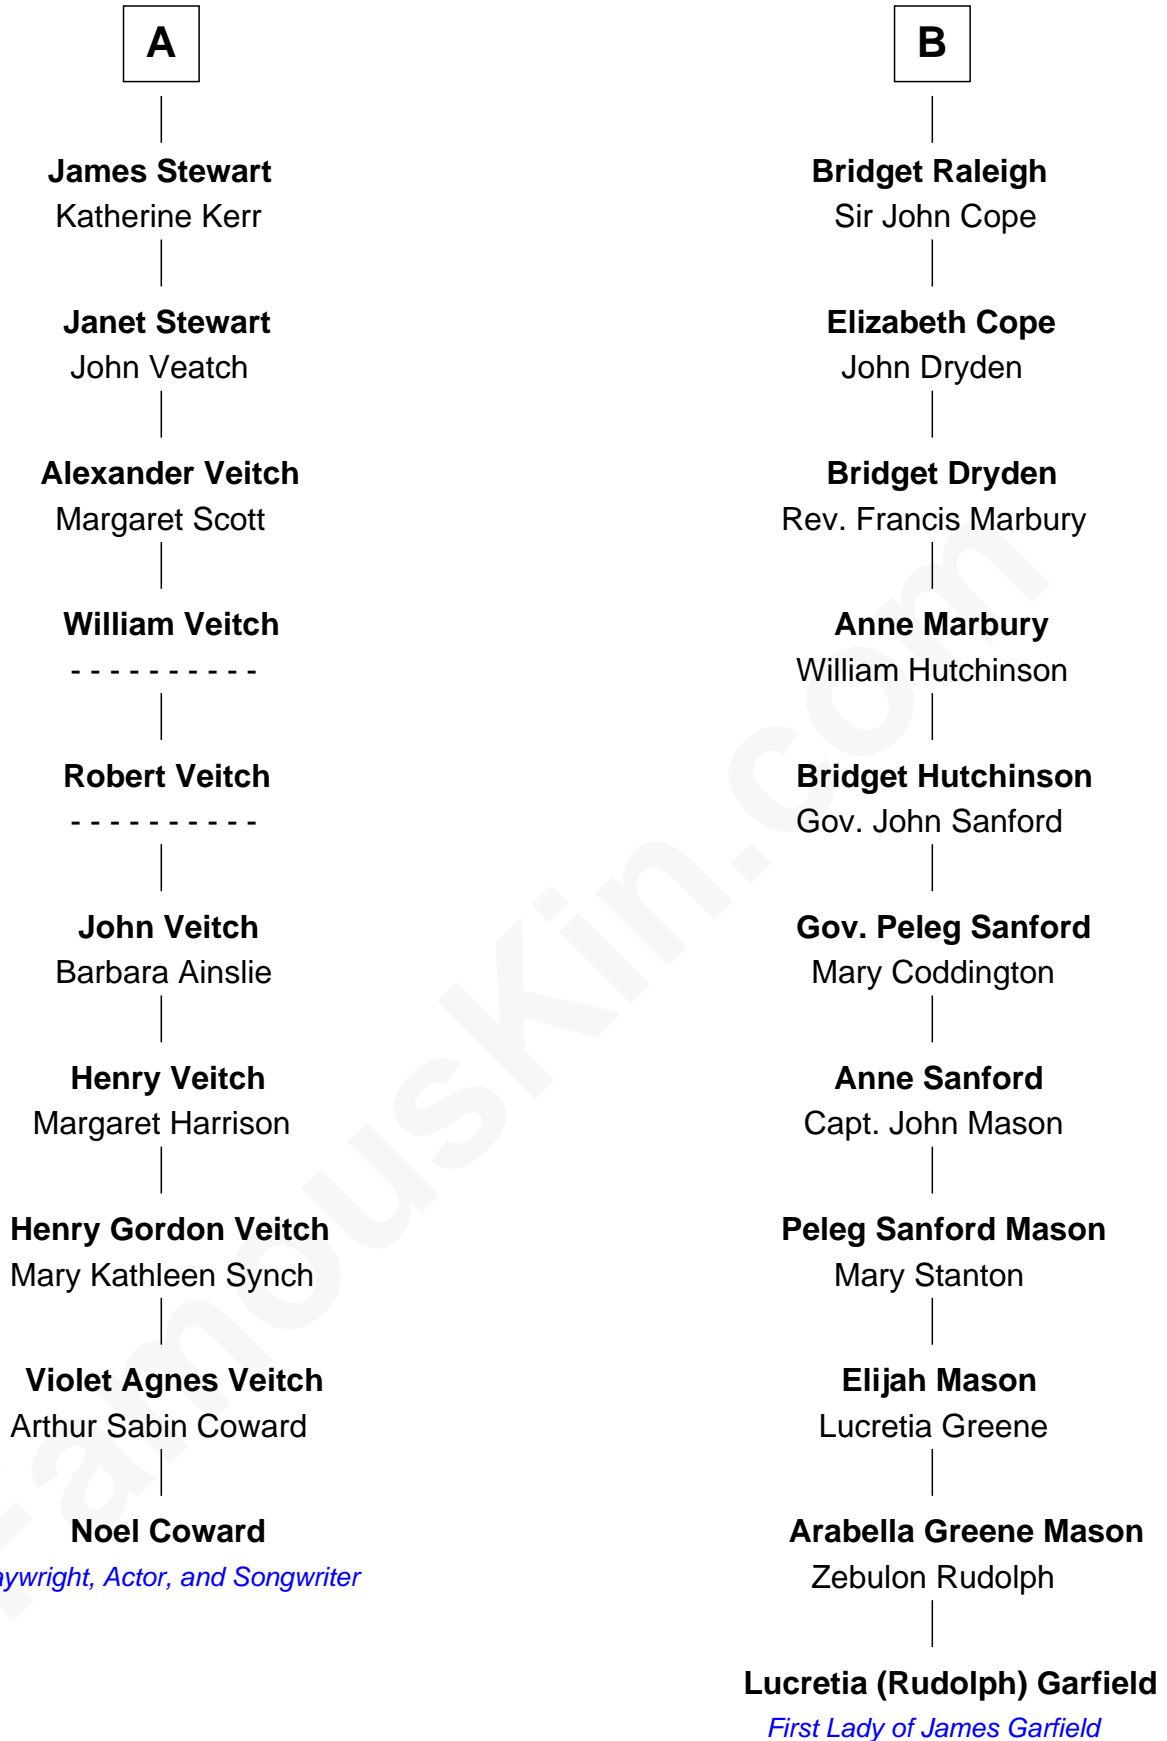 A
James Stewart
Katherine Kerr
Janet Stewart
John Veatch
Alexander Veitch
Margaret Scott
William Veitch
- - - - - - - - - -
Robert Veitch
- - - - - - - - - -
John Veitch
Barbara Ainslie
Henry Veitch
Margaret Harrison
Henry Gordon Veitch
Mary Kathleen Synch
Violet Agnes Veitch
Arthur Sabin Coward
Noel Coward
aywright, Actor, and Songwriter
B
Bridget Raleigh
Sir John Cope
Elizabeth Cope
John Dryden
Bridget Dryden
Rev. Francis Marbury
Anne Marbury
William Hutchinson
Bridget Hutchinson
Gov. John Sanford
Gov. Peleg Sanford
Mary Coddington
Anne Sanford
Capt. John Mason
Peleg Sanford Mason
Mary Stanton
Elijah Mason
Lucretia Greene
Arabella Greene Mason
Zebulon Rudolph
Lucretia (Rudolph) Garfield
First Lady of James Garfield
FamousKin.com